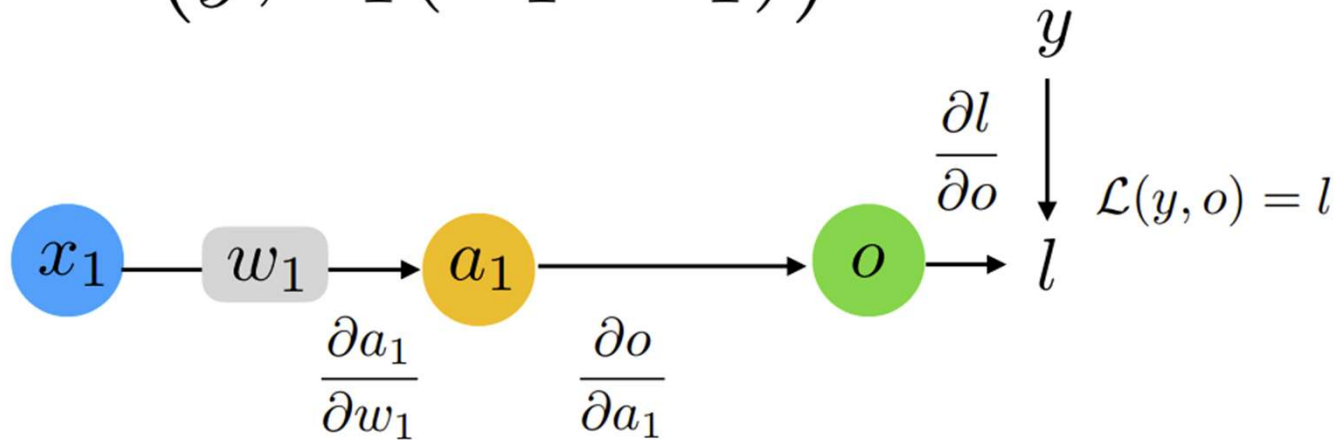 y
∂l
∂o
L(y, o) = l
x₁
w₁
a₁
o
l
∂a₁
∂w₁
∂o
∂a₁